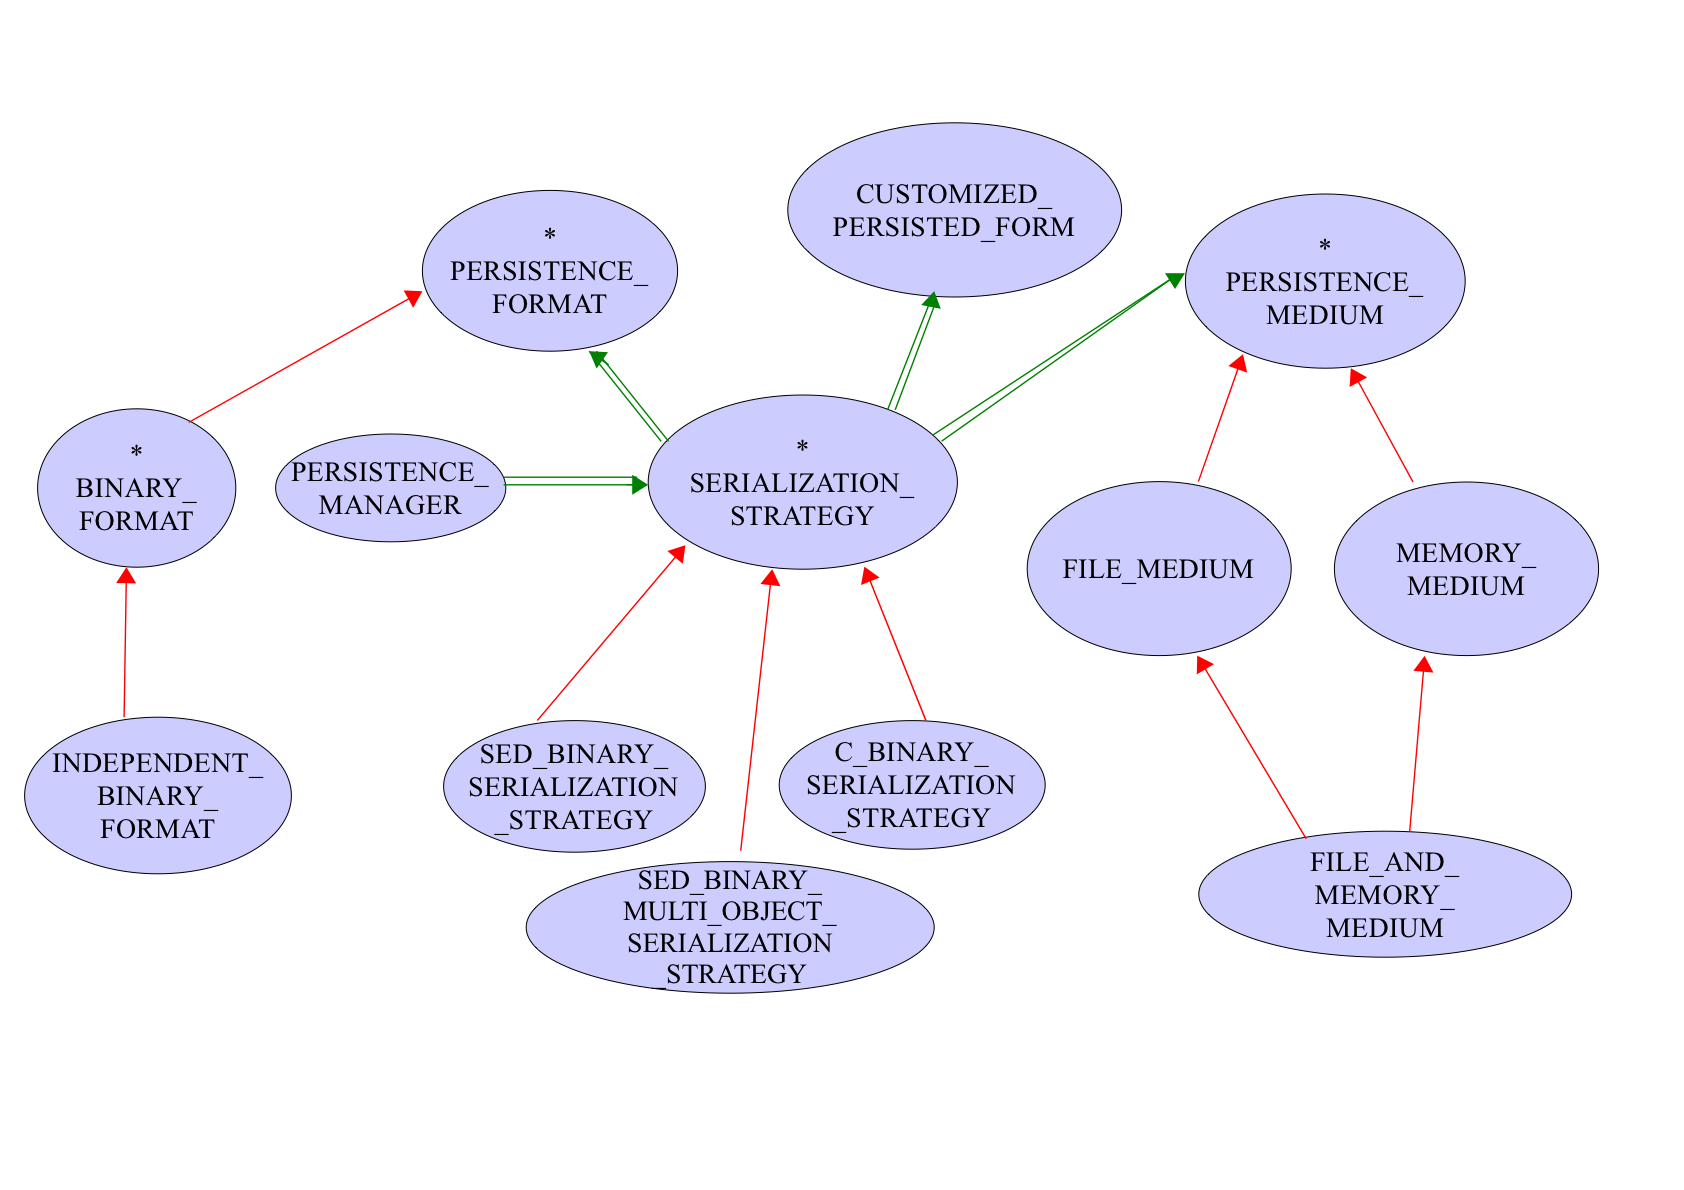 CUSTOMIZED_
PERSISTED_FORM
*
PERSISTENCE_
FORMAT
*
PERSISTENCE_
MEDIUM
*
BINARY_
FORMAT
PERSISTENCE_
MANAGER
*
SERIALIZATION_
STRATEGY
FILE_MEDIUM
MEMORY_
MEDIUM
INDEPENDENT_
BINARY_
FORMAT
SED_BINARY_
SERIALIZATION
_STRATEGY
C_BINARY_
SERIALIZATION
_STRATEGY
SED_BINARY_
MULTI_OBJECT_
SERIALIZATION
_STRATEGY
FILE_AND_
MEMORY_
MEDIUM